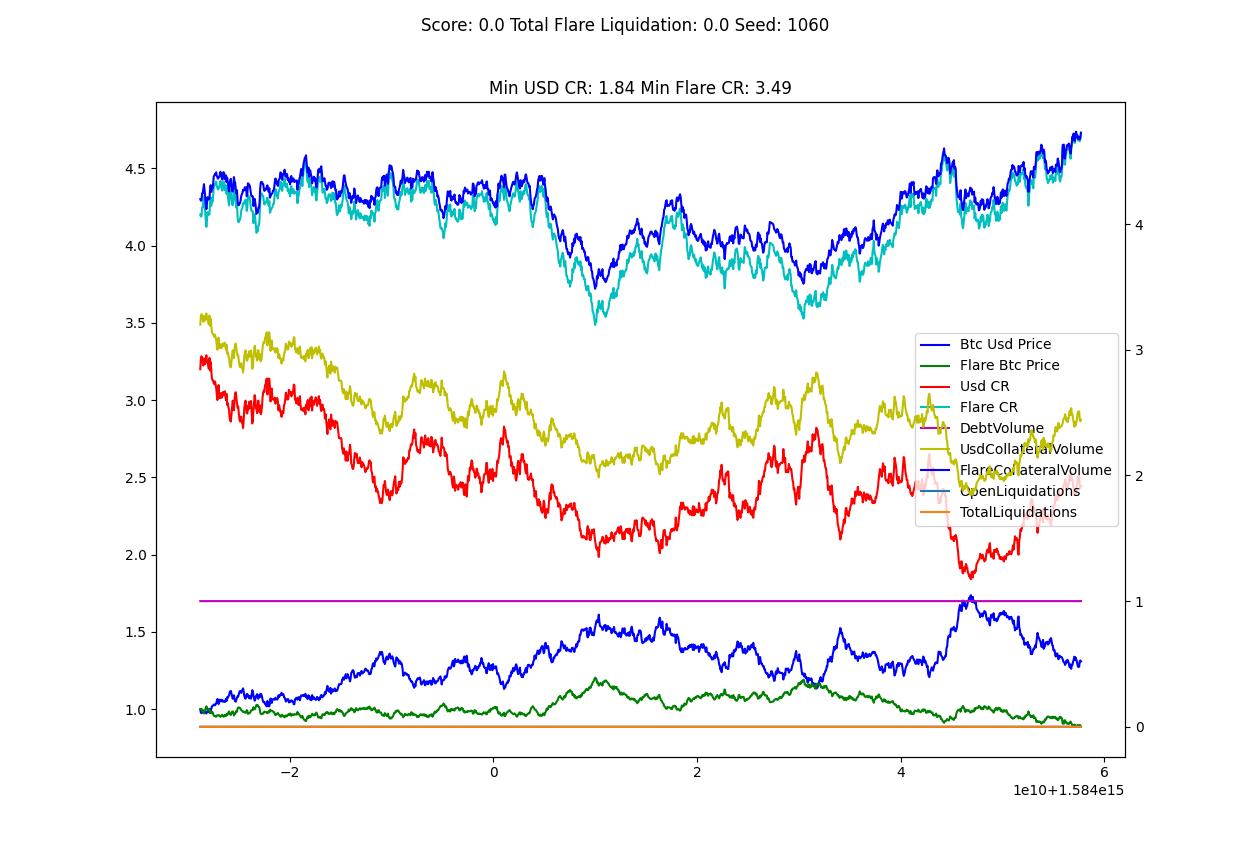 Score: 0.0 Total Flare Liquidation: 0.0 Seed: 1060
Min USD CR: 1.84 Min Flare CR: 3.49
4.5
4.0
3.5
3.0
2.5
2.0
1.5
1.0
4
3
2
1
0
Btc Usd Price
Flare Btc Price
Usd CR
Flare CR
DebtVolume
UsdCollateralVolume
FlareCollateralVolume
OpenLiquidations
TotalLiquidations
−2 0 2 4 6
1e10+1.584e15